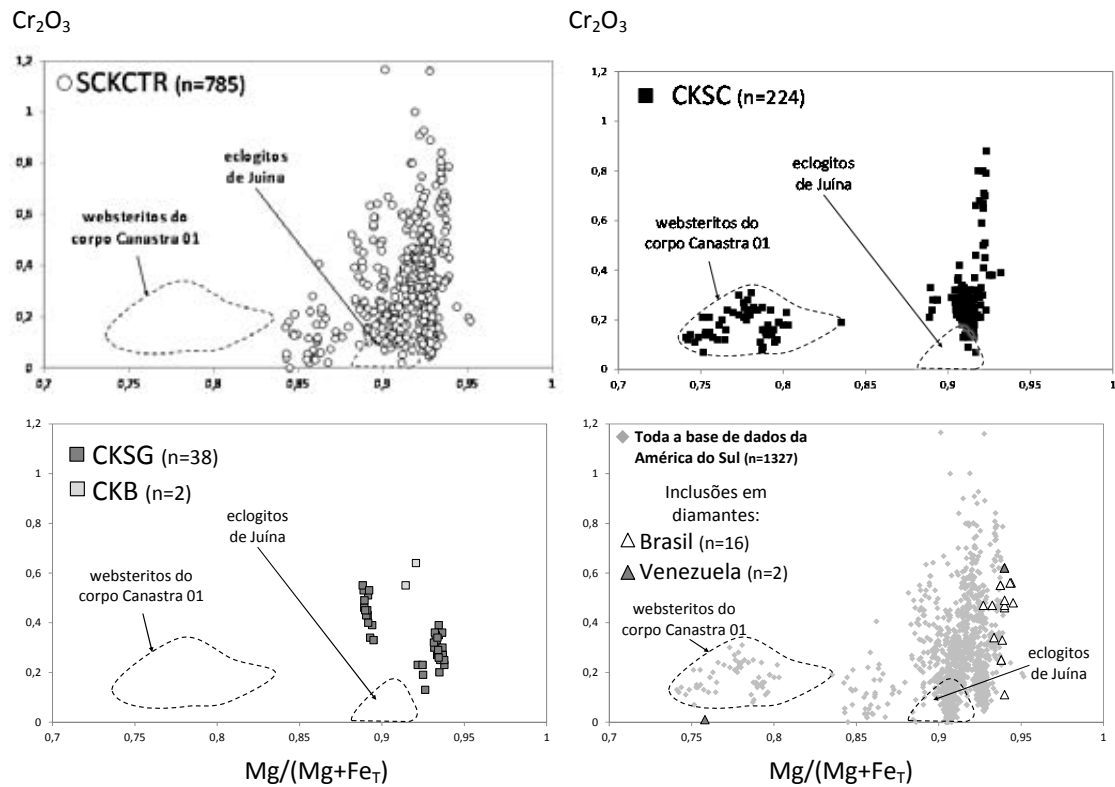 Cr₂O₃
Cr₂O₃
1,2
1
0,8
0,6
0,4
0,2
0
SCKCTR (n=785)
eclogitos
de Juína
websteritos do
corpo Canastra 01
0,7
0,75
0,8
0,85
0,9
0,95
1
1,2
1
0,8
0,6
0,4
0,2
0
CKSC (n=224)
eclogitos
de Juína
websteritos do
corpo Canastra 01
0,7
0,75
0,8
0,85
0,9
0,95
1
1,2
1
0,8
0,6
0,4
0,2
0
CKSG (n=38)
CKB (n=2)
eclogitos
de Juína
websteritos do
corpo Canastra 01
0,7
0,75
0,8
0,85
0,9
0,95
1
Mg/(Mg+Feᴛ)
1,2
1
0,8
0,6
0,4
0,2
0
Toda a base de dados da
América do Sul (n=1327)
Inclusões em
diamantes:
Brasil (n=16)
Venezuela (n=2)
websteritos do
corpo Canastra 01
eclogitos
de Juína
0,7
0,75
0,8
0,85
0,9
0,95
1
Mg/(Mg+Feᴛ)